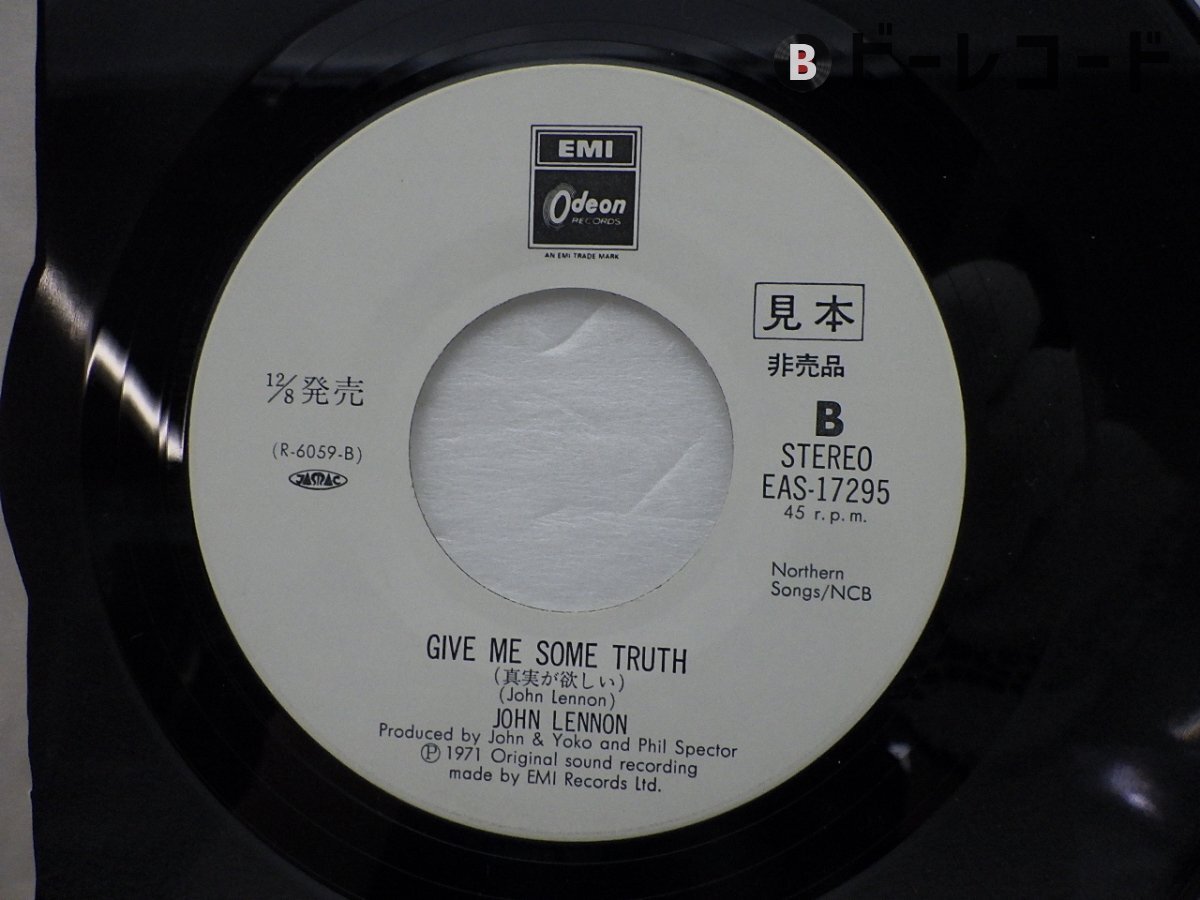 B ビーレコード
EMI
Odeon
RECORDS
AN EMI TRADE MARK
見本
非売品
12/8発売
B
(R-6059-B)
STEREO
JASRAC
EAS-17295
45 r.p.m.
Northern
Songs/NCB
GIVE ME SOME TRUTH
(真実が欲しい)
(John Lennon)
JOHN LENNON
Produced by John & Yoko and Phil Spector
Ⓟ 1971 Original sound recording
made by EMI Records Ltd.